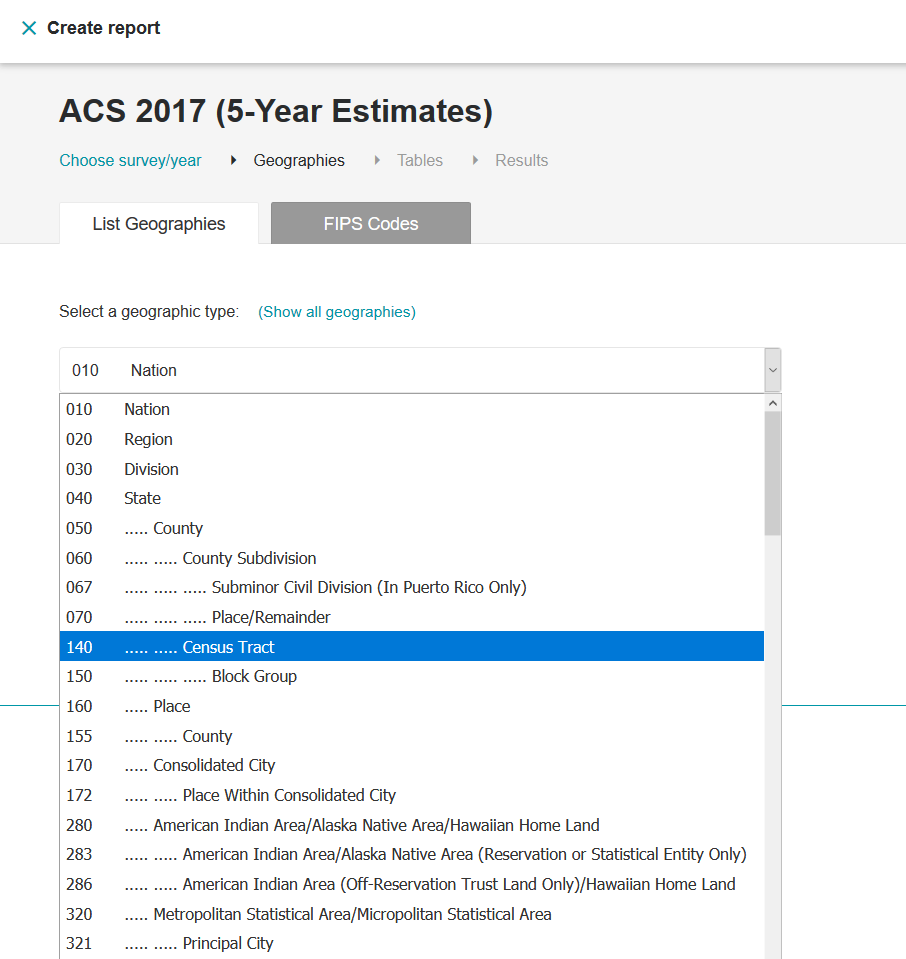 Create report
ACS 2017 (5-Year Estimates)
Choose survey/year Geographies Tables Results
List Geographies FIPS Codes
Select a geographic type: (Show all geographies)
010 Nation
010 Nation
020 Region
030 Division
040 State
050 ..... County
060 ..... ..... County Subdivision
067 ..... ..... ..... Subminor Civil Division (In Puerto Rico Only)
070 ..... ..... ..... Place/Remainder
140 ..... ..... Census Tract
150 ..... ..... ..... Block Group
160 ..... Place
155 ..... ..... County
170 ..... Consolidated City
172 ..... ..... Place Within Consolidated City
280 ..... American Indian Area/Alaska Native Area/Hawaiian Home Land
283 ..... ..... American Indian Area/Alaska Native Area (Reservation or Statistical Entity Only)
286 ..... ..... American Indian Area (Off-Reservation Trust Land Only)/Hawaiian Home Land
320 ..... Metropolitan Statistical Area/Micropolitan Statistical Area
321 ..... ..... Principal City